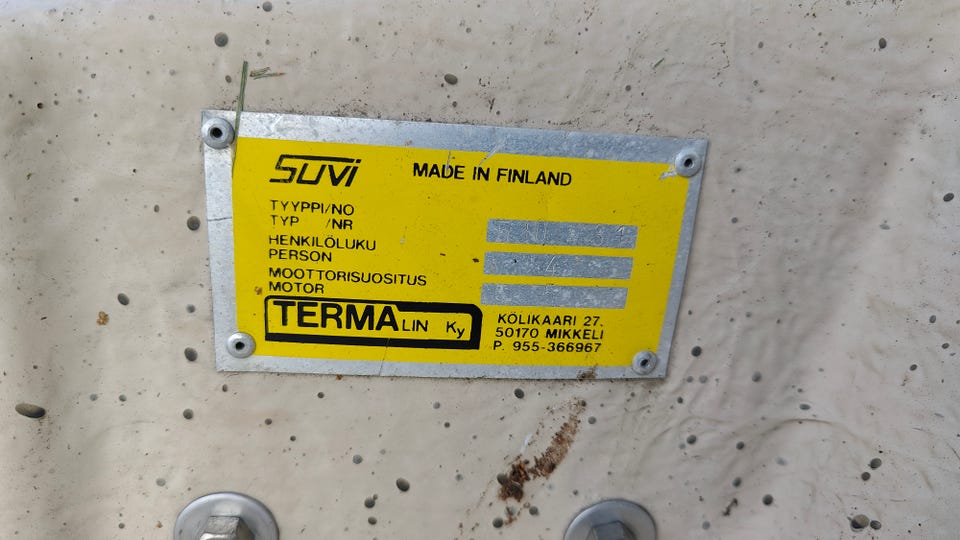 SUVi MADE IN FINLAND
TYYPPI/NO
TYP /NR
HENKILÖLUKU
PERSON 4
MOOTTORISUOSITUS
MOTOR
TERMALIN Ky
KÖLIKAARI 27,
50170 MIKKELI
P. 955-366967